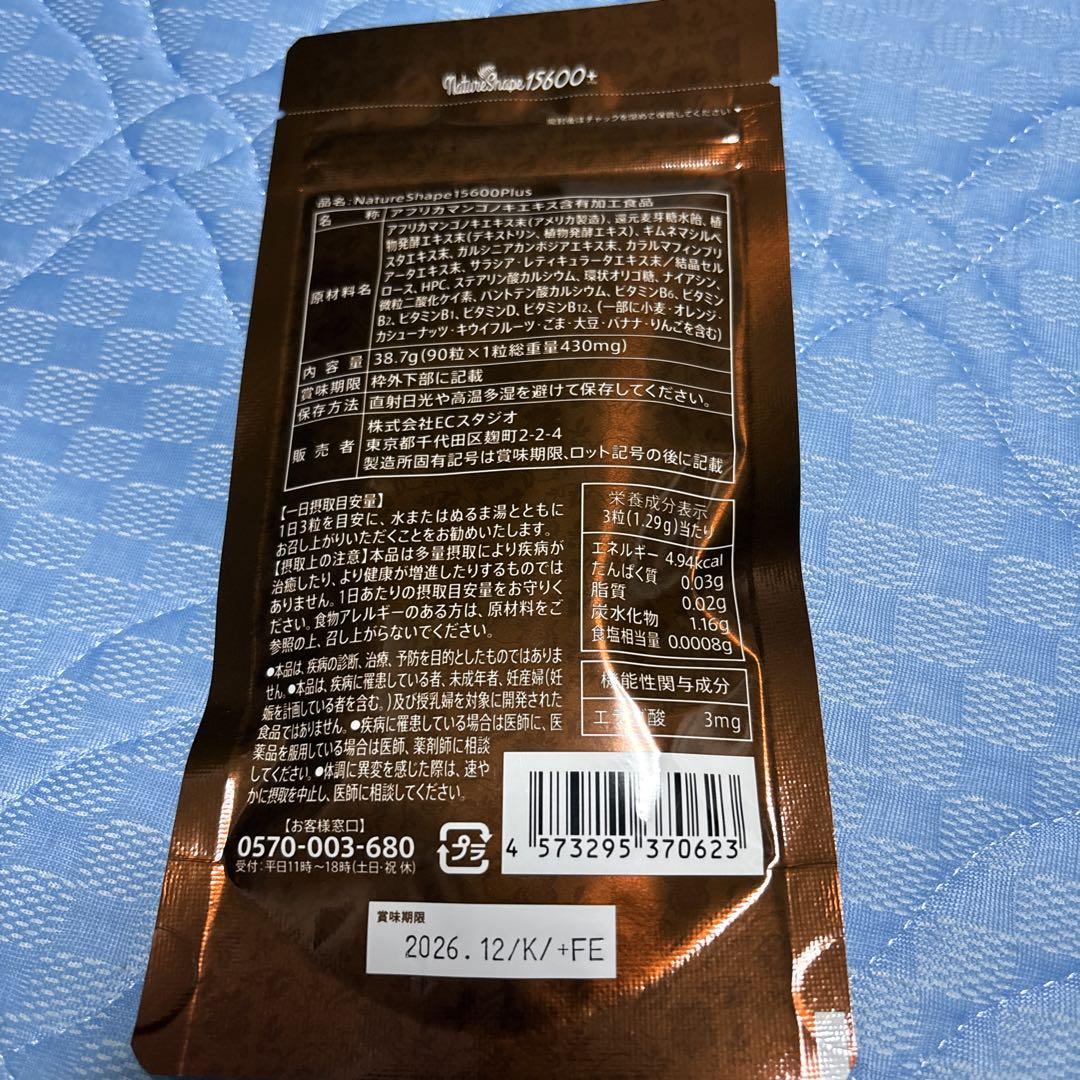 NatureShape15600+
開封後はチャックを閉めて保管してください
品名:NatureShape15600Plus
名 称 アフリカマンゴノキエキス含有加工食品
原材料名
アフリカマンゴノキエキス末(アメリカ製造)、還元麦芽糖水飴、植
物発酵エキス末(デキストリン、植物発酵エキス)、ギムネマシルベ
スタエキス末、ガルシニアカンボジアエキス末、カラルマフィンブリ
アータエキス末、サラシア・レティキュラータエキス末/結晶セル
ロース、HPC、ステアリン酸カルシウム、環状オリゴ糖、ナイアシン、
微粒二酸化ケイ素、パントテン酸カルシウム、ビタミンB6、ビタミン
B2、ビタミンB1、ビタミンD、ビタミンB12、(一部に小麦・オレンジ・
カシューナッツ・キウイフルーツ・ごま・大豆・バナナ・りんごを含む)
内 容 量 38.7g(90粒×1粒総重量430mg)
賞味期限 枠外下部に記載
保存方法 直射日光や高温多湿を避けて保存してください。
販 売 者
株式会社ECスタジオ
東京都千代田区麹町2-2-4
製造所固有記号は賞味期限、ロット記号の後に記載
【一日摂取目安量】
1日3粒を目安に、水またはぬるま湯とともに
お召し上がりいただくことをお勧めいたします。
【摂取上の注意】本品は多量摂取により疾病が
治癒したり、より健康が増進したりするものでは
ありません。1日あたりの摂取目安量をお守りく
ださい。食物アレルギーのある方は、原材料をご
参照の上、召し上がらないでください。
●本品は、疾病の診断、治療、予防を目的としたものではありま
せん。●本品は、疾病に罹患している者、未成年者、妊産婦(妊
娠を計画している者を含む。)及び授乳婦を対象に開発された
食品ではありません。●疾病に罹患している場合は医師に、医
薬品を服用している場合は医師、薬剤師に相談
してください。●体調に異変を感じた際は、速や
かに摂取を中止し、医師に相談してください。
【お客様窓口】
0570-003-680
受付:平日11時〜18時(土日・祝 休)
栄養成分表示
3粒(1.29g)当たり
エネルギー 4.94kcal
たんぱく質 0.03g
脂質 0.02g
炭水化物 1.16g
食塩相当量 0.0008g
機能性関与成分
エラグ酸 3mg
プラ
4 573295 370623
賞味期限
2026.12/K/+FE